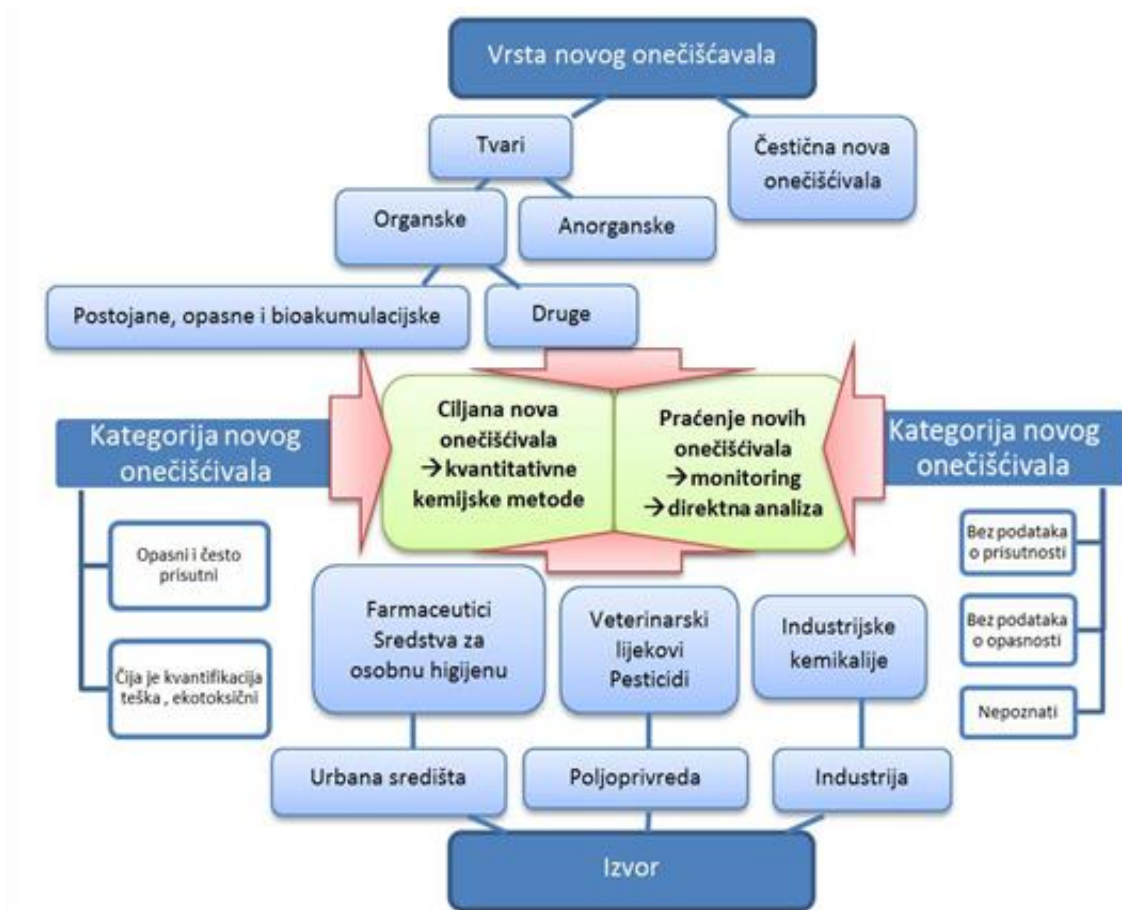 Vrsta novog onečišćavala
Tvari
Čestična nova
onečišćivala
Organske
Anorganske
Postojane, opasne i bioakumulacijske
Druge
Kategorija novog
onečišćivala
Ciljana nova
onečišćivala
→kvantitativne
kemijske metode
Praćenje novih
onečišćivala
→monitoring
→direktna analiza
Kategorija novog
onečišćivala
Opasni i često
prisutni
Čija je kvantifikacija
teška , ekotoksični
Bez podataka
o prisutnosti
Bez podataka
o opasnosti
Nepoznati
Farmaceutici
Sredstva za
osobnu higijenu
Veterinarski
lijekovi
Pesticidi
Industrijske
kemikalije
Urbana središta
Poljoprivreda
Industrija
Izvor